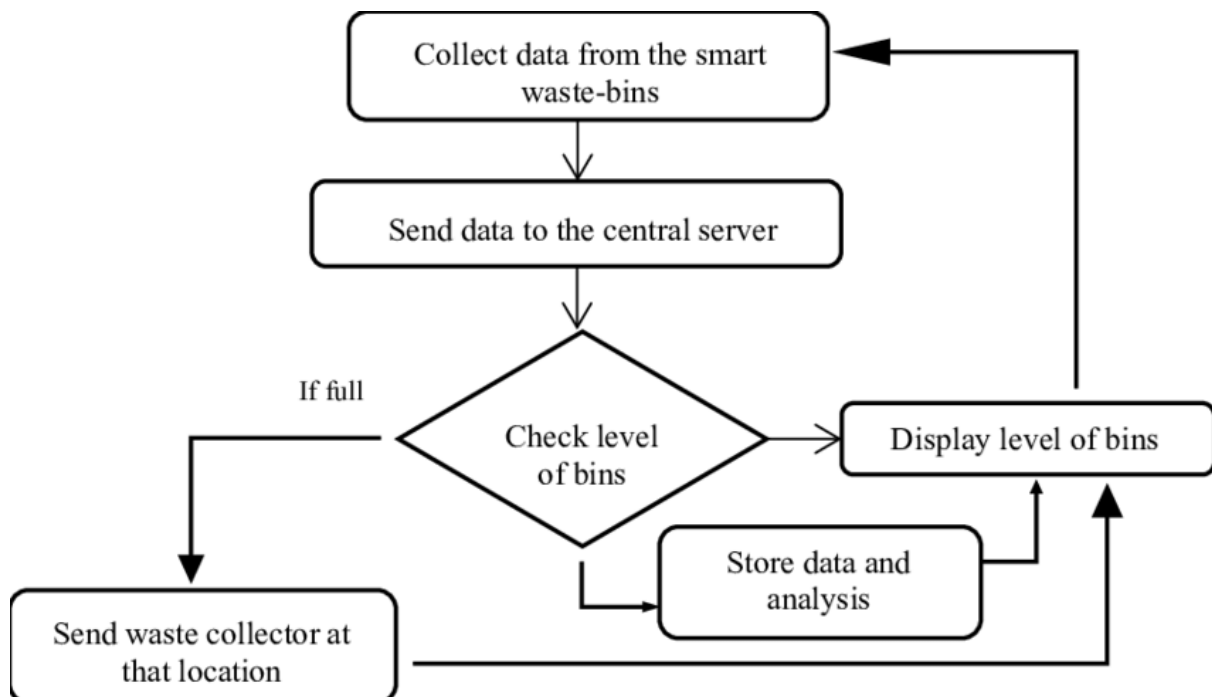 Collect data from the smart
waste-bins
Send data to the central server
If full
Check level
of bins
Display level of bins
Store data and
analysis
Send waste collector at
that location